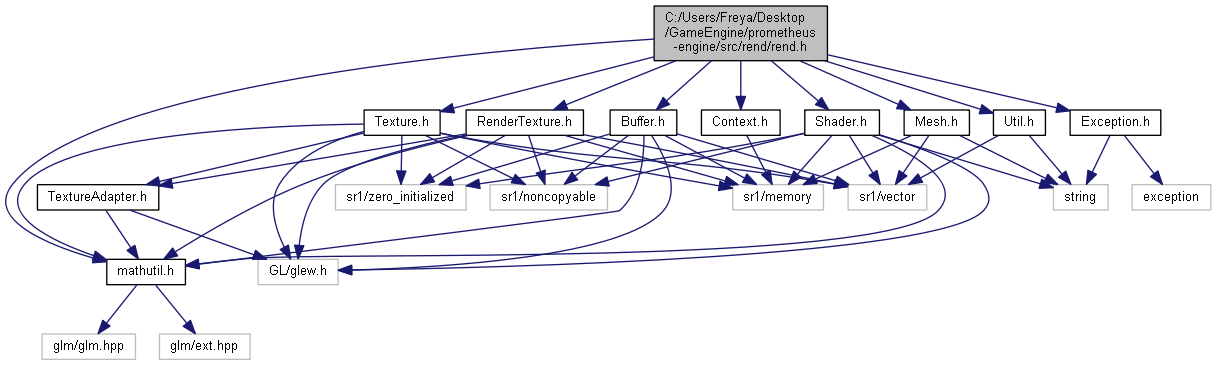 C:/Users/Freya/Desktop
/GameEngine/prometheus
-engine/src/rend/rend.h
Texture.h
RenderTexture.h
Buffer.h
Context.h
Shader.h
Mesh.h
Util.h
Exception.h
TextureAdapter.h
sr1/zero_initialized
sr1/noncopyable
sr1/memory
sr1/vector
string
exception
mathutil.h
GL/glew.h
glm/glm.hpp
glm/ext.hpp